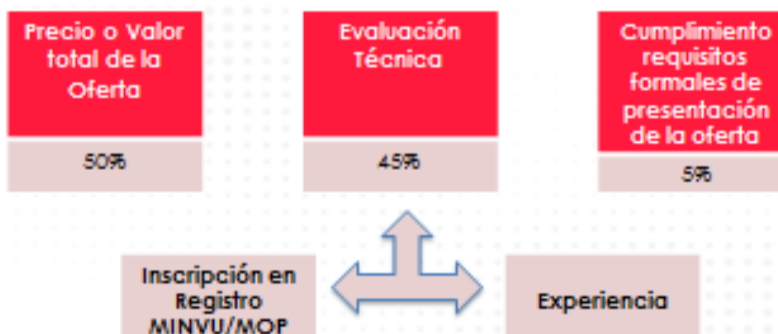 Precio o Valor
total de la
Oferta
50%
Evaluación
Técnica
45%
Cumplimiento
requisitos
formales de
presentación
de la oferta
5%
Inscripción en
Registro
MINVU/MOP
Experiencia